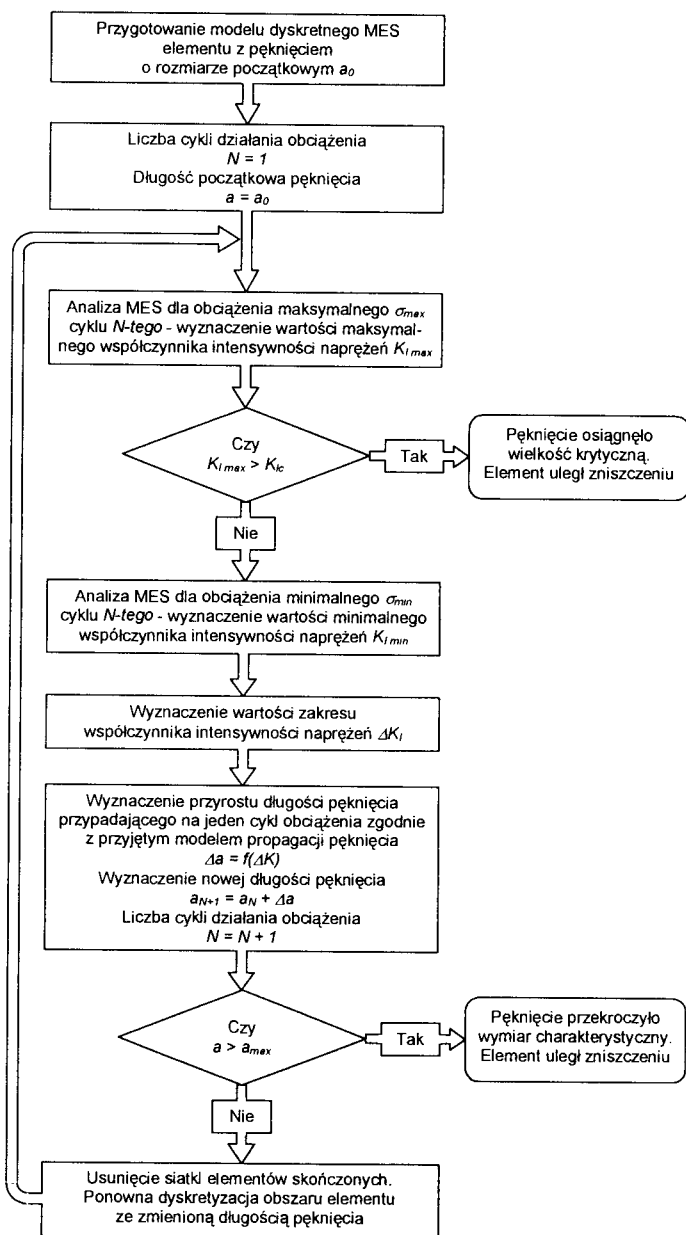 Przygotowanie modelu dyskretnego MES
elementu z pęknięciem
o rozmiarze początkowym a₀
Liczba cykli działania obciążenia
N = 1
Długość początkowa pęknięcia
a = a₀
Analiza MES dla obciążenia maksymalnego σmax
cyklu N-tego - wyznaczenie wartości maksymal-
nego współczynnika intensywności naprężeń KI max
Czy
KI max > KIc
Tak
Pęknięcie osiągnęło
wielkość krytyczną.
Element uległ zniszczeniu
Nie
Analiza MES dla obciążenia minimalnego σmin
cyklu N-tego - wyznaczenie wartości minimalnego
współczynnika intensywności naprężeń KI min
Wyznaczenie wartości zakresu
współczynnika intensywności naprężeń ΔKI
Wyznaczenie przyrostu długości pęknięcia
przypadającego na jeden cykl obciążenia zgodnie
z przyjętym modelem propagacji pęknięcia
Δa = f(ΔK)
Wyznaczenie nowej długości pęknięcia
aN+1 = aN + Δa
Liczba cykli działania obciążenia
N = N + 1
Czy
a > amax
Tak
Pęknięcie przekroczyło
wymiar charakterystyczny.
Element uległ zniszczeniu
Nie
Usunięcie siatki elementów skończonych.
Ponowna dyskretyzacja obszaru elementu
ze zmienioną długością pęknięcia